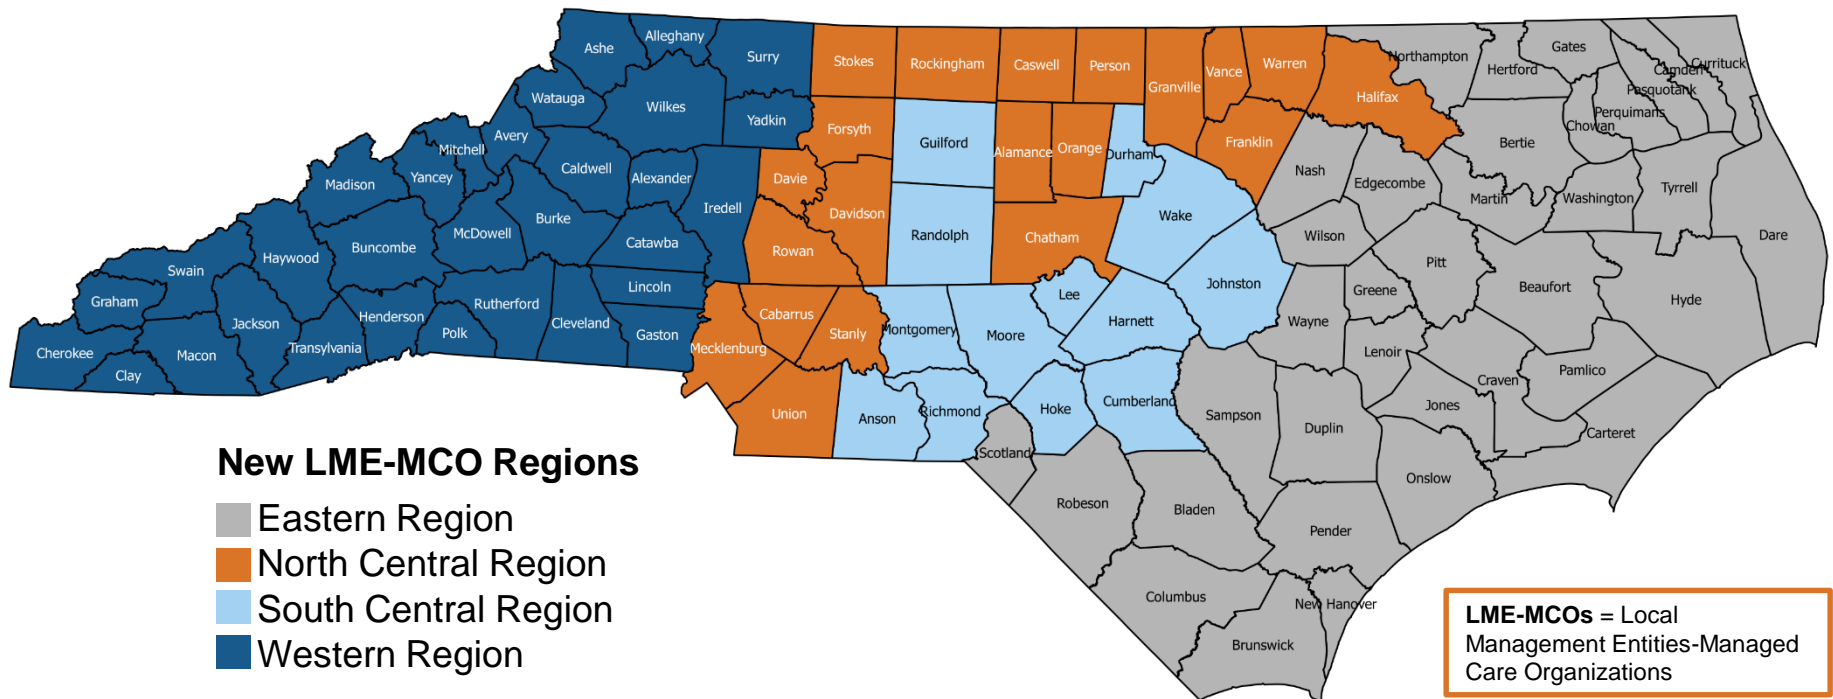 Ashe
Alleghany
Surry
Stokes
Rockingham
Caswell
Person
Granville
Vance
Warren
Halifax
Northampton
Hertford
Gates
Camden
Currituck
Pasquotank
Perquimans
Chowan
Watauga
Wilkes
Yadkin
Forsyth
Guilford
Alamance
Orange
Durham
Franklin
Nash
Edgecombe
Bertie
Martin
Washington
Tyrrell
Dare
Mitchell
Avery
Caldwell
Alexander
Iredell
Davie
Davidson
Randolph
Chatham
Wake
Wilson
Pitt
Beaufort
Hyde
Madison
Yancey
McDowell
Burke
Catawba
Rowan
Johnston
Greene
Buncombe
Haywood
Swain
Graham
Rutherford
Lincoln
Cabarrus
Lee
Harnett
Wayne
Lenoir
Cherokee
Clay
Macon
Jackson
Transylvania
Henderson
Polk
Cleveland
Gaston
Mecklenburg
Stanly
Montgomery
Moore
Craven
Pamlico
Jones
Union
Anson
Richmond
Hoke
Cumberland
Sampson
Duplin
Carteret
Onslow
Scotland
Robeson
Bladen
Pender
Columbus
New Hanover
Brunswick
New LME-MCO Regions
Eastern Region
North Central Region
South Central Region
Western Region
LME-MCOs = Local
Management Entities-Managed
Care Organizations